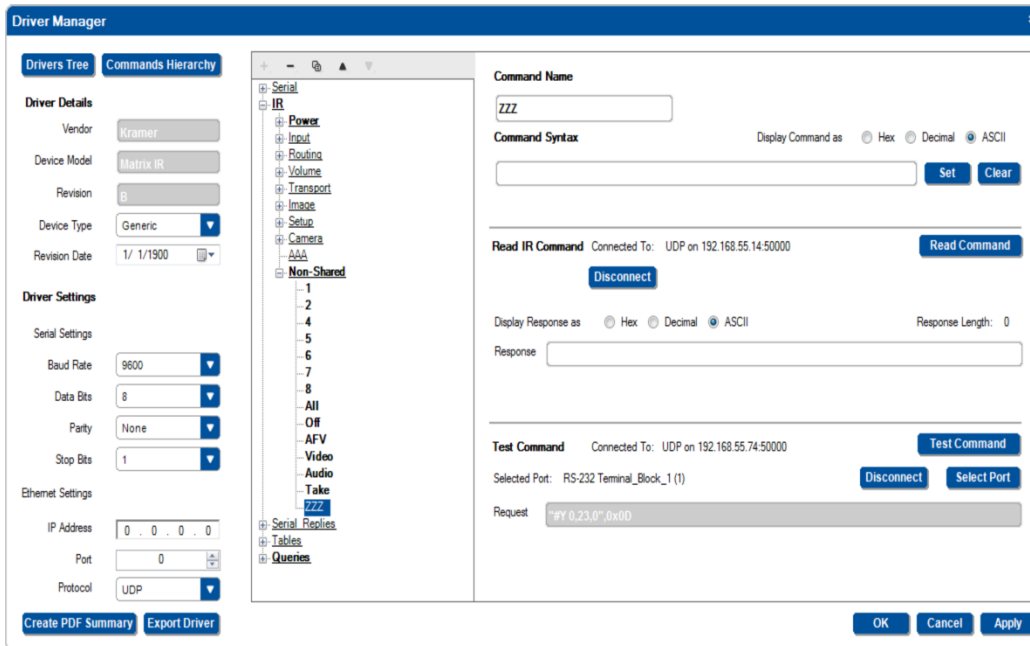 Driver Manager
Drivers Tree
Commands Hierarchy
Driver Details
Vendor
Kramer
Device Model
Matrix IR
Revision
B
Device Type
Generic
Revision Date
1/ 1/1900
Driver Settings
Serial Settings
Baud Rate
9600
Data Bits
8
Parity
None
Stop Bits
1
Ethernet Settings
IP Address
0 . 0 . 0 . 0
Port
0
Protocol
UDP
Create PDF Summary
Export Driver
Serial
IR
Power
Input
Routing
Volume
Transport
Image
Setup
Camera
AAA
Non-Shared
1
2
4
5
6
7
8
All
Off
AFV
Video
Audio
Take
ZZZ
Serial Replies
Tables
Queries
Command Name
ZZZ
Command Syntax
Display Command as
Hex
Decimal
ASCII
Set
Clear
Read IR Command
Connected To: UDP on 192.168.55.14:50000
Read Command
Disconnect
Display Response as
Hex
Decimal
ASCII
Response Length: 0
Response
Test Command
Connected To: UDP on 192.168.55.74:50000
Test Command
Selected Port: RS-232 Terminal_Block_1 (1)
Disconnect
Select Port
Request
"#Y 0,23,0",0x0D
OK
Cancel
Apply